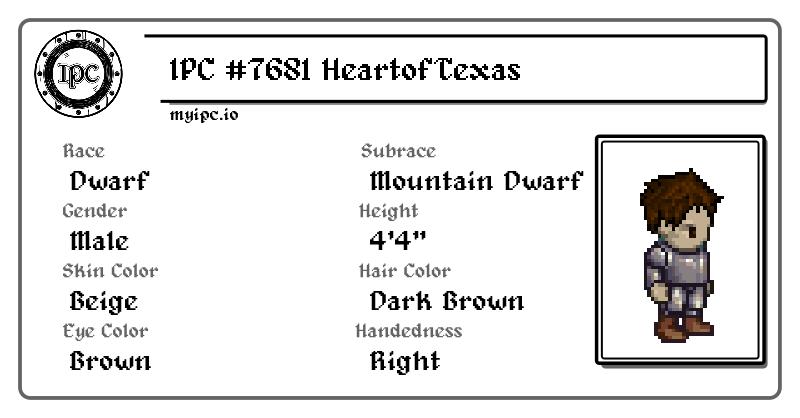 IPC
IPC #7681 HeartofTexas
myipc.io
Race
Dwarf
Subrace
Mountain Dwarf
Gender
Male
Height
4'4"
Skin Color
Beige
Hair Color
Dark Brown
Eye Color
Brown
Handedness
Right